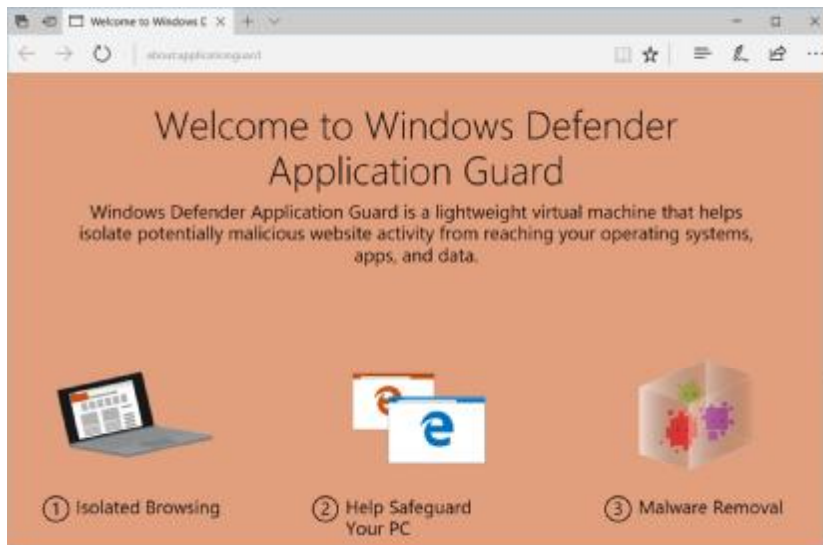 Welcome to Windows D
about:applicationguard
Welcome to Windows Defender
Application Guard
Windows Defender Application Guard is a lightweight virtual machine that helps
isolate potentially malicious website activity from reaching your operating systems,
apps, and data.
1 Isolated Browsing
2 Help Safeguard
Your PC
3 Malware Removal